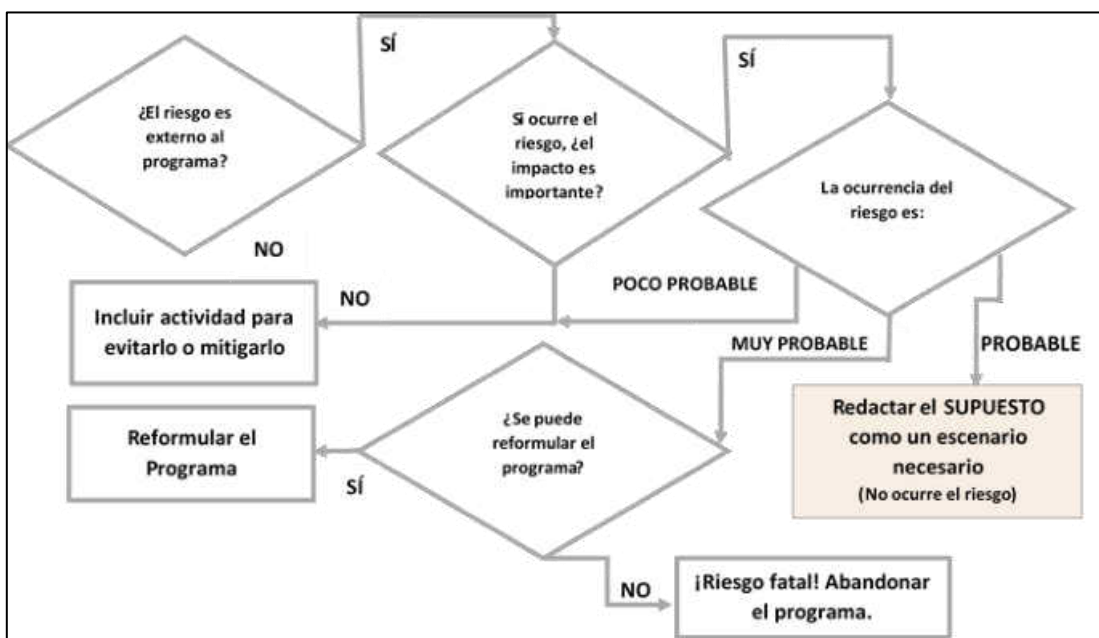 SÍ
SÍ
¿El riesgo es
externo al
programa?
Si ocurre el
riesgo, ¿el
impacto es
importante?
La ocurrencia del
riesgo es:
NO
POCO PROBABLE
NO
Incluir actividad para
evitarlo o mitigarlo
MUY PROBABLE
PROBABLE
¿Se puede
reformular el
programa?
Reformular el
Programa
SÍ
Redactar el SUPUESTO
como un escenario
necesario
(No ocurre el riesgo)
NO
¡Riesgo fatal! Abandonar
el programa.